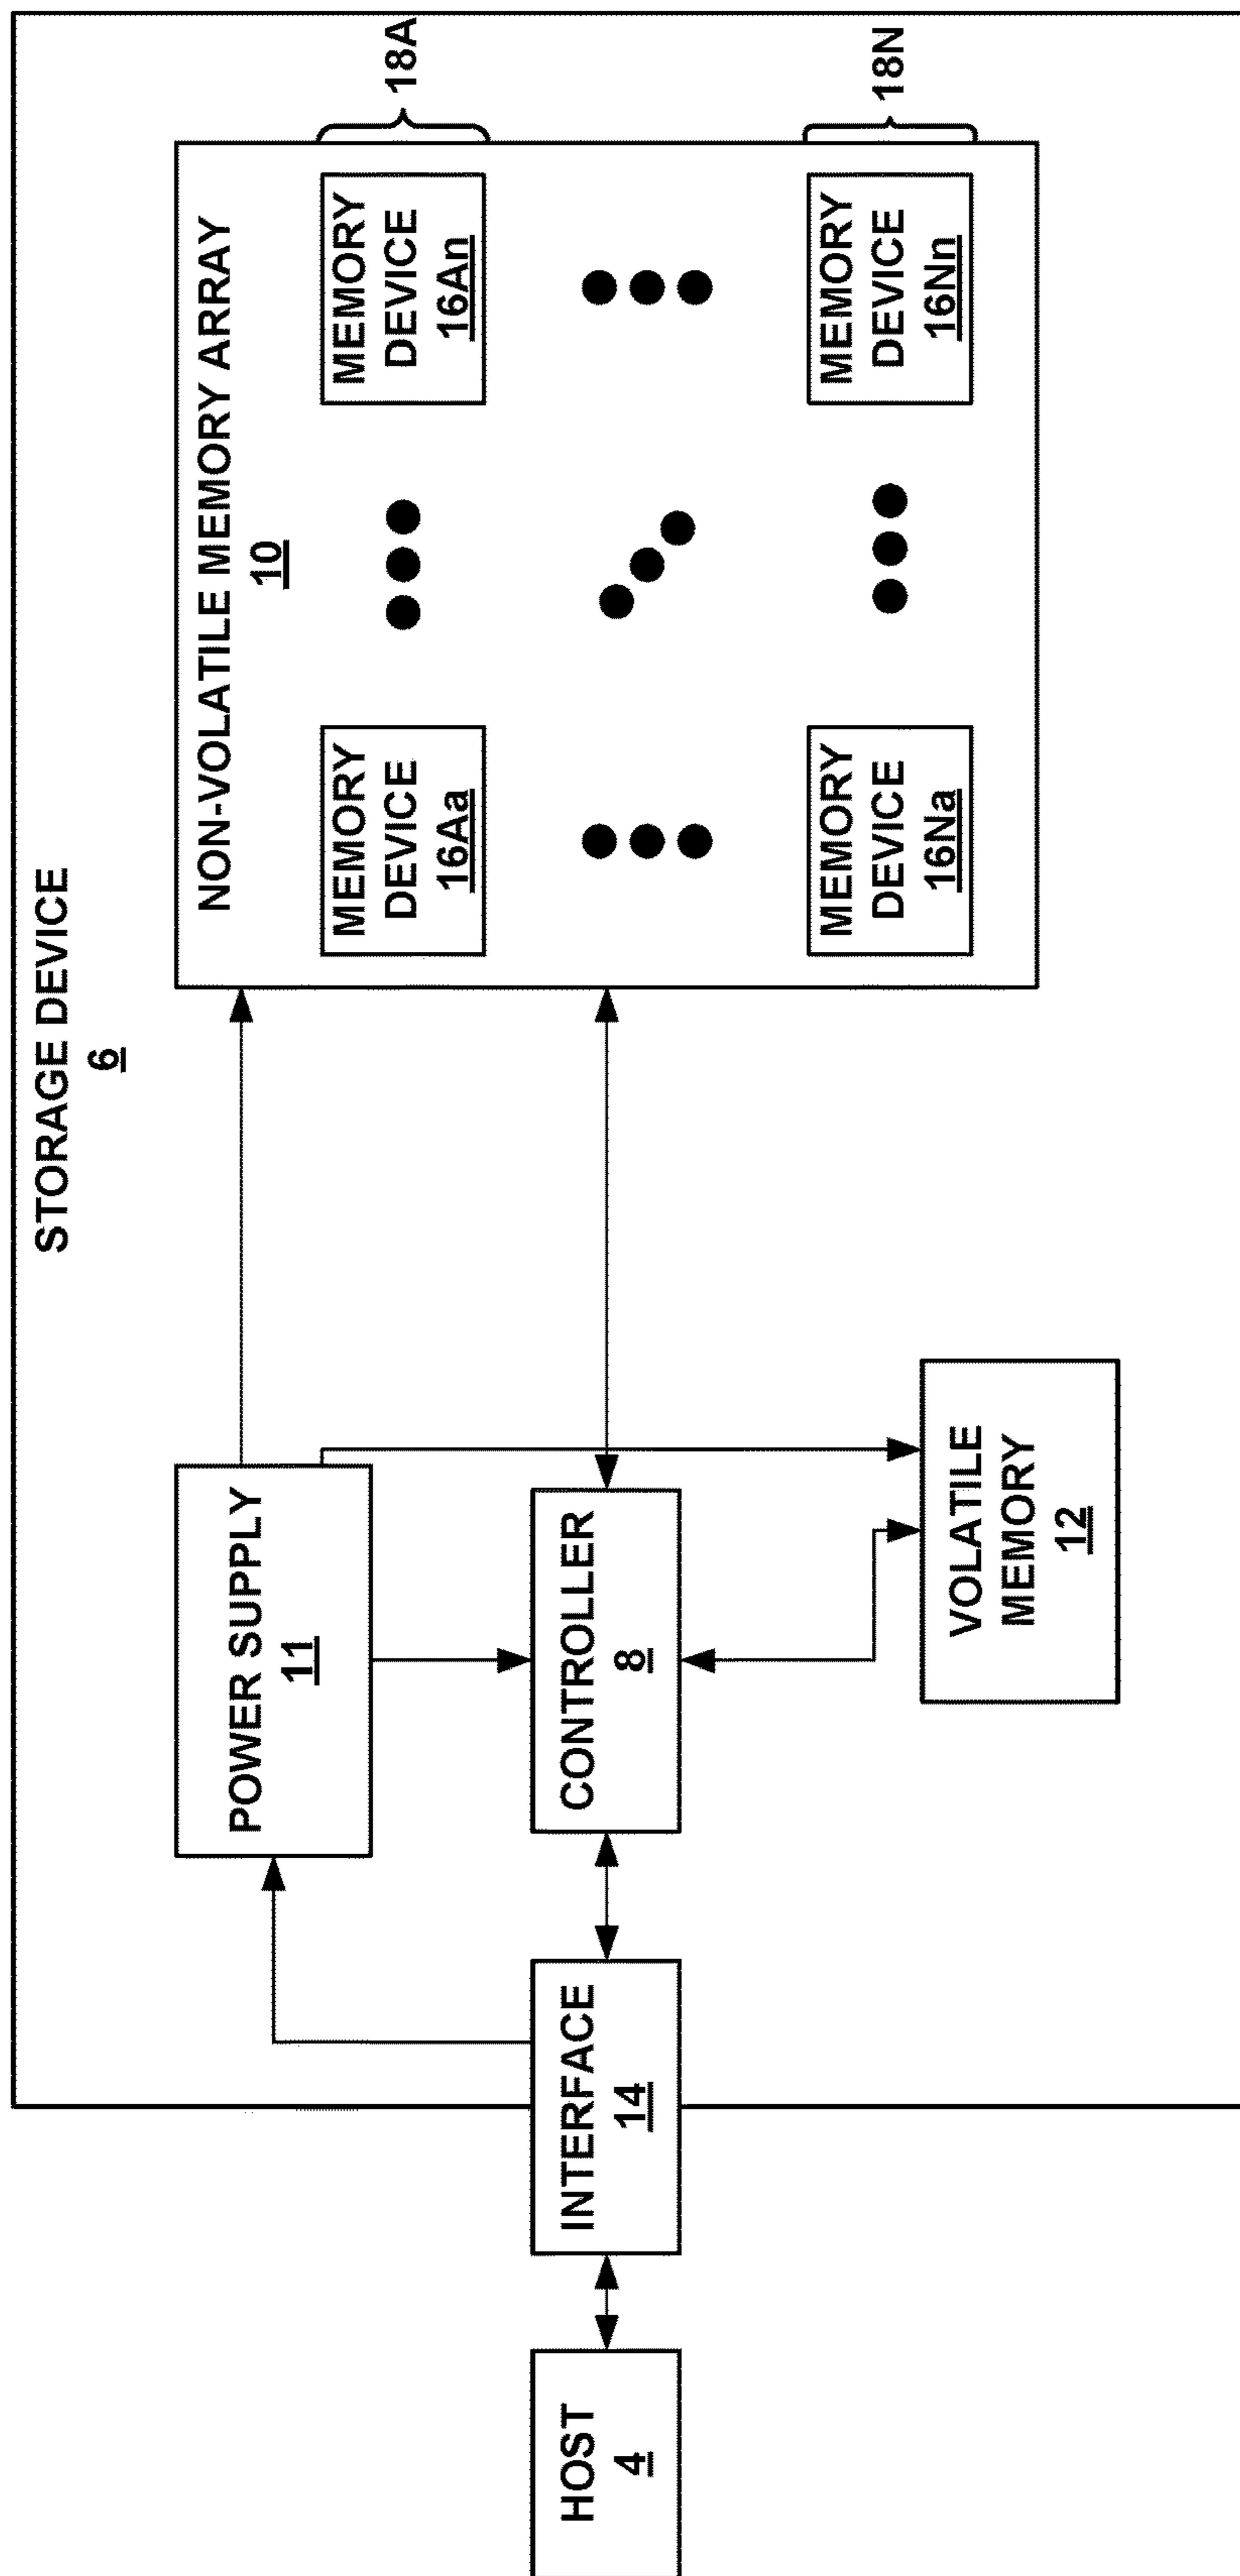 STORAGE DEVICE
6
NON-VOLATILE MEMORY ARRAY
10
MEMORY
DEVICE
16Aa
MEMORY
DEVICE
16An
18A
MEMORY
DEVICE
16Na
MEMORY
DEVICE
16Nn
18N
POWER SUPPLY
11
HOST
4
INTERFACE
14
CONTROLLER
8
VOLATILE
MEMORY
12